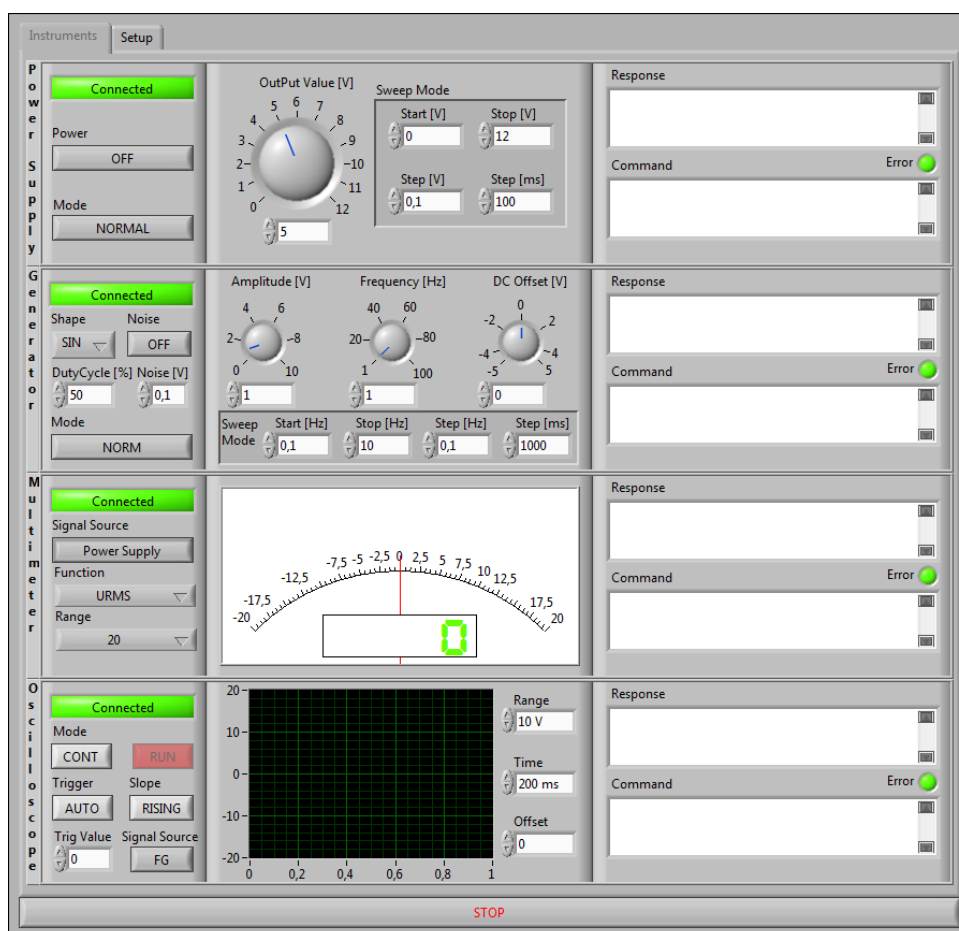 Instruments Setup
Power Supply
Connected
Power
OFF
Mode
NORMAL
OutPut Value [V]
0 1 2 3 4 5 6 7 8 9 10 11 12
5
Sweep Mode
Start [V] Stop [V]
0 12
Step [V] Step [ms]
0,1 100
Response
Command Error
Generator
Connected
Shape Noise
SIN OFF
DutyCycle [%] Noise [V]
50 0,1
Mode
NORM
Amplitude [V] Frequency [Hz] DC Offset [V]
0 2 4 6 8 10
1 20 40 60 80 100
-5 -4 -2 0 2 4 5
1 1 0
Sweep Mode
Start [Hz] Stop [Hz] Step [Hz] Step [ms]
0,1 10 0,1 1000
Response
Command Error
Multimeter
Connected
Signal Source
Power Supply
Function
URMS
Range
20
-20 -17,5 -12,5 -7,5 -5 -2,5 0 2,5 5 7,5 10 12,5 17,5 20
0
Response
Command Error
Oscilloscope
Connected
Mode
CONT RUN
Trigger Slope
AUTO RISING
Trig Value Signal Source
0 FG
20
10
0
-10
-20
0 0,2 0,4 0,6 0,8 1
Range
10 V
Time
200 ms
Offset
0
Response
Command Error
STOP